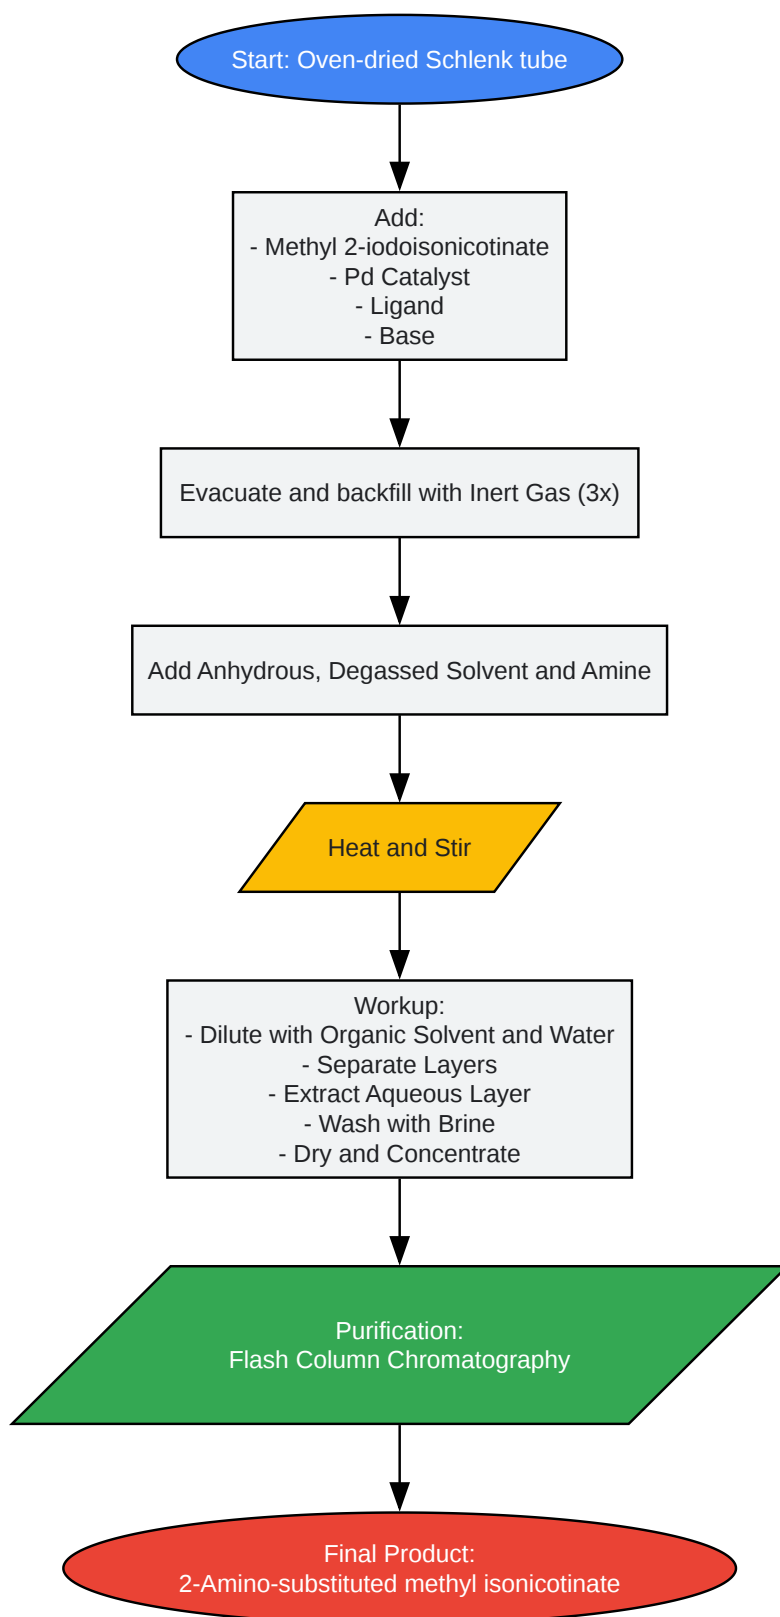 Start: Oven-dried Schlenk tube
Add:
- Methyl 2-iodoisonicotinate
- Pd Catalyst
- Ligand
- Base
Evacuate and backfill with Inert Gas (3x)
Add Anhydrous, Degassed Solvent and Amine
Heat and Stir
Workup:
- Dilute with Organic Solvent and Water
- Separate Layers
- Extract Aqueous Layer
- Wash with Brine
- Dry and Concentrate
Purification:
Flash Column Chromatography
Final Product:
2-Amino-substituted methyl isonicotinate